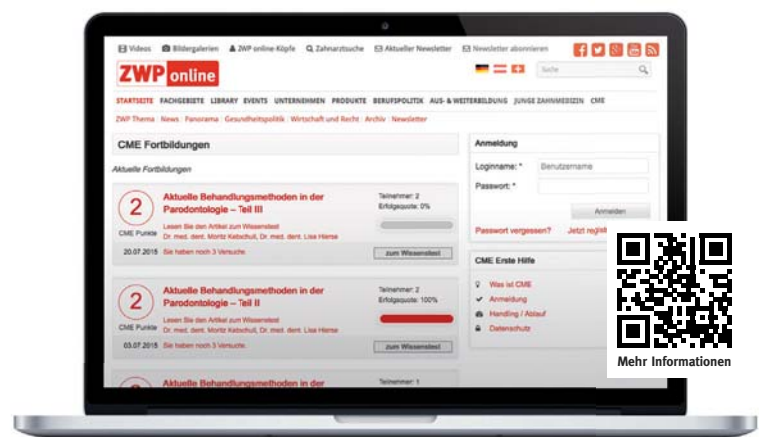 Videos Bildergalerien ZWP online-Köpfe Zahnarztsuche Aktueller Newsletter Newsletter abonnieren
ZWP online
Suche
STARTSEITE FACHGEBIETE LIBRARY EVENTS UNTERNEHMEN PRODUKTE BERUFSPOLITIK AUS- & WEITERBILDUNG JUNGE ZAHNMEDIZIN CME
ZWP Thema News Panorama Gesundheitspolitik Wirtschaft und Recht Archiv Newsletter
CME Fortbildungen
Aktuelle Fortbildungen
2
CME Punkte
Aktuelle Behandlungsmethoden in der
Parodontologie – Teil III
Lesen Sie den Artikel zum Wissenstest
Dr. med. dent. Moritz Kebschull, Dr. med. dent. Lisa Hierse
Teilnehmer: 2
Erfolgsquote: 0%
20.07.2015 Sie haben noch 3 Versuche.
zum Wissenstest
2
CME Punkte
Aktuelle Behandlungsmethoden in der
Parodontologie – Teil II
Lesen Sie den Artikel zum Wissenstest
Dr. med. dent. Moritz Kebschull, Dr. med. dent. Lisa Hierse
Teilnehmer: 2
Erfolgsquote: 100%
03.07.2015 Sie haben noch 3 Versuche.
zum Wissenstest
Aktuelle Behandlungsmethoden in der
Teilnehmer: 1
Anmeldung
Loginname: * Benutzername
Passwort: *
Anmelden
Passwort vergessen? Jetzt
CME Erste Hilfe
Was ist CME
Anmeldung
Handling / Ablauf
Datenschutz
Mehr Informationen